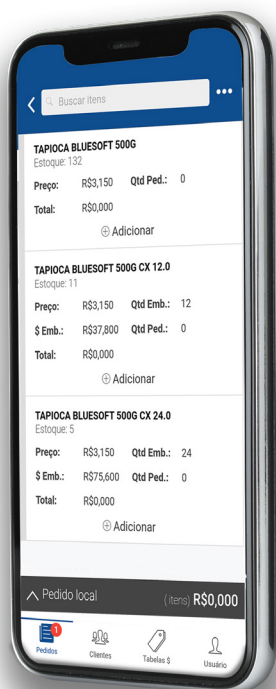 Buscar itens
TAPIOCA BLUESOFT 500G
Estoque: 132
Preço: R$3,150 Qtd Ped.: 0
Total: R$0,000
Adicionar
TAPIOCA BLUESOFT 500G CX 12.0
Estoque: 11
Preço: R$3,150 Qtd Emb.: 12
$ Emb.: R$37,800 Qtd Ped.: 0
Total: R$0,000
Adicionar
TAPIOCA BLUESOFT 500G CX 24.0
Estoque: 5
Preço: R$3,150 Qtd Emb.: 24
$ Emb.: R$75,600 Qtd Ped.: 0
Total: R$0,000
Adicionar
Pedido local (itens) R$0,000
1
Pedidos Clientes Tabelas $ Usuário